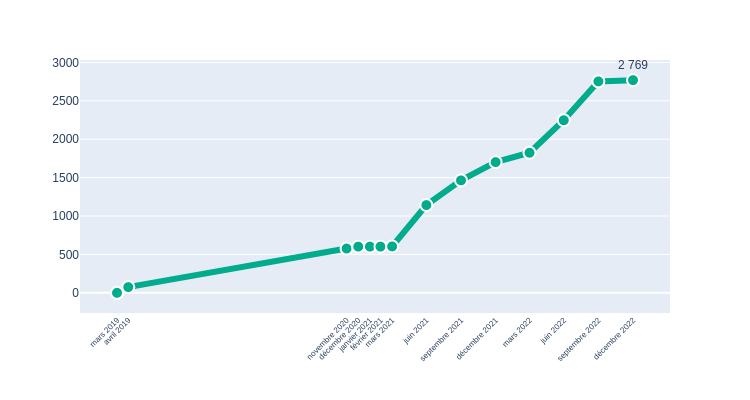 2 769
3000
2500
2000
1500
1000
500
0
mars 2019
avril 2019
novembre 2020
décembre 2020
janvier 2021
février 2021
mars 2021
juin 2021
septembre 2021
décembre 2021
mars 2022
juin 2022
septembre 2022
décembre 2022